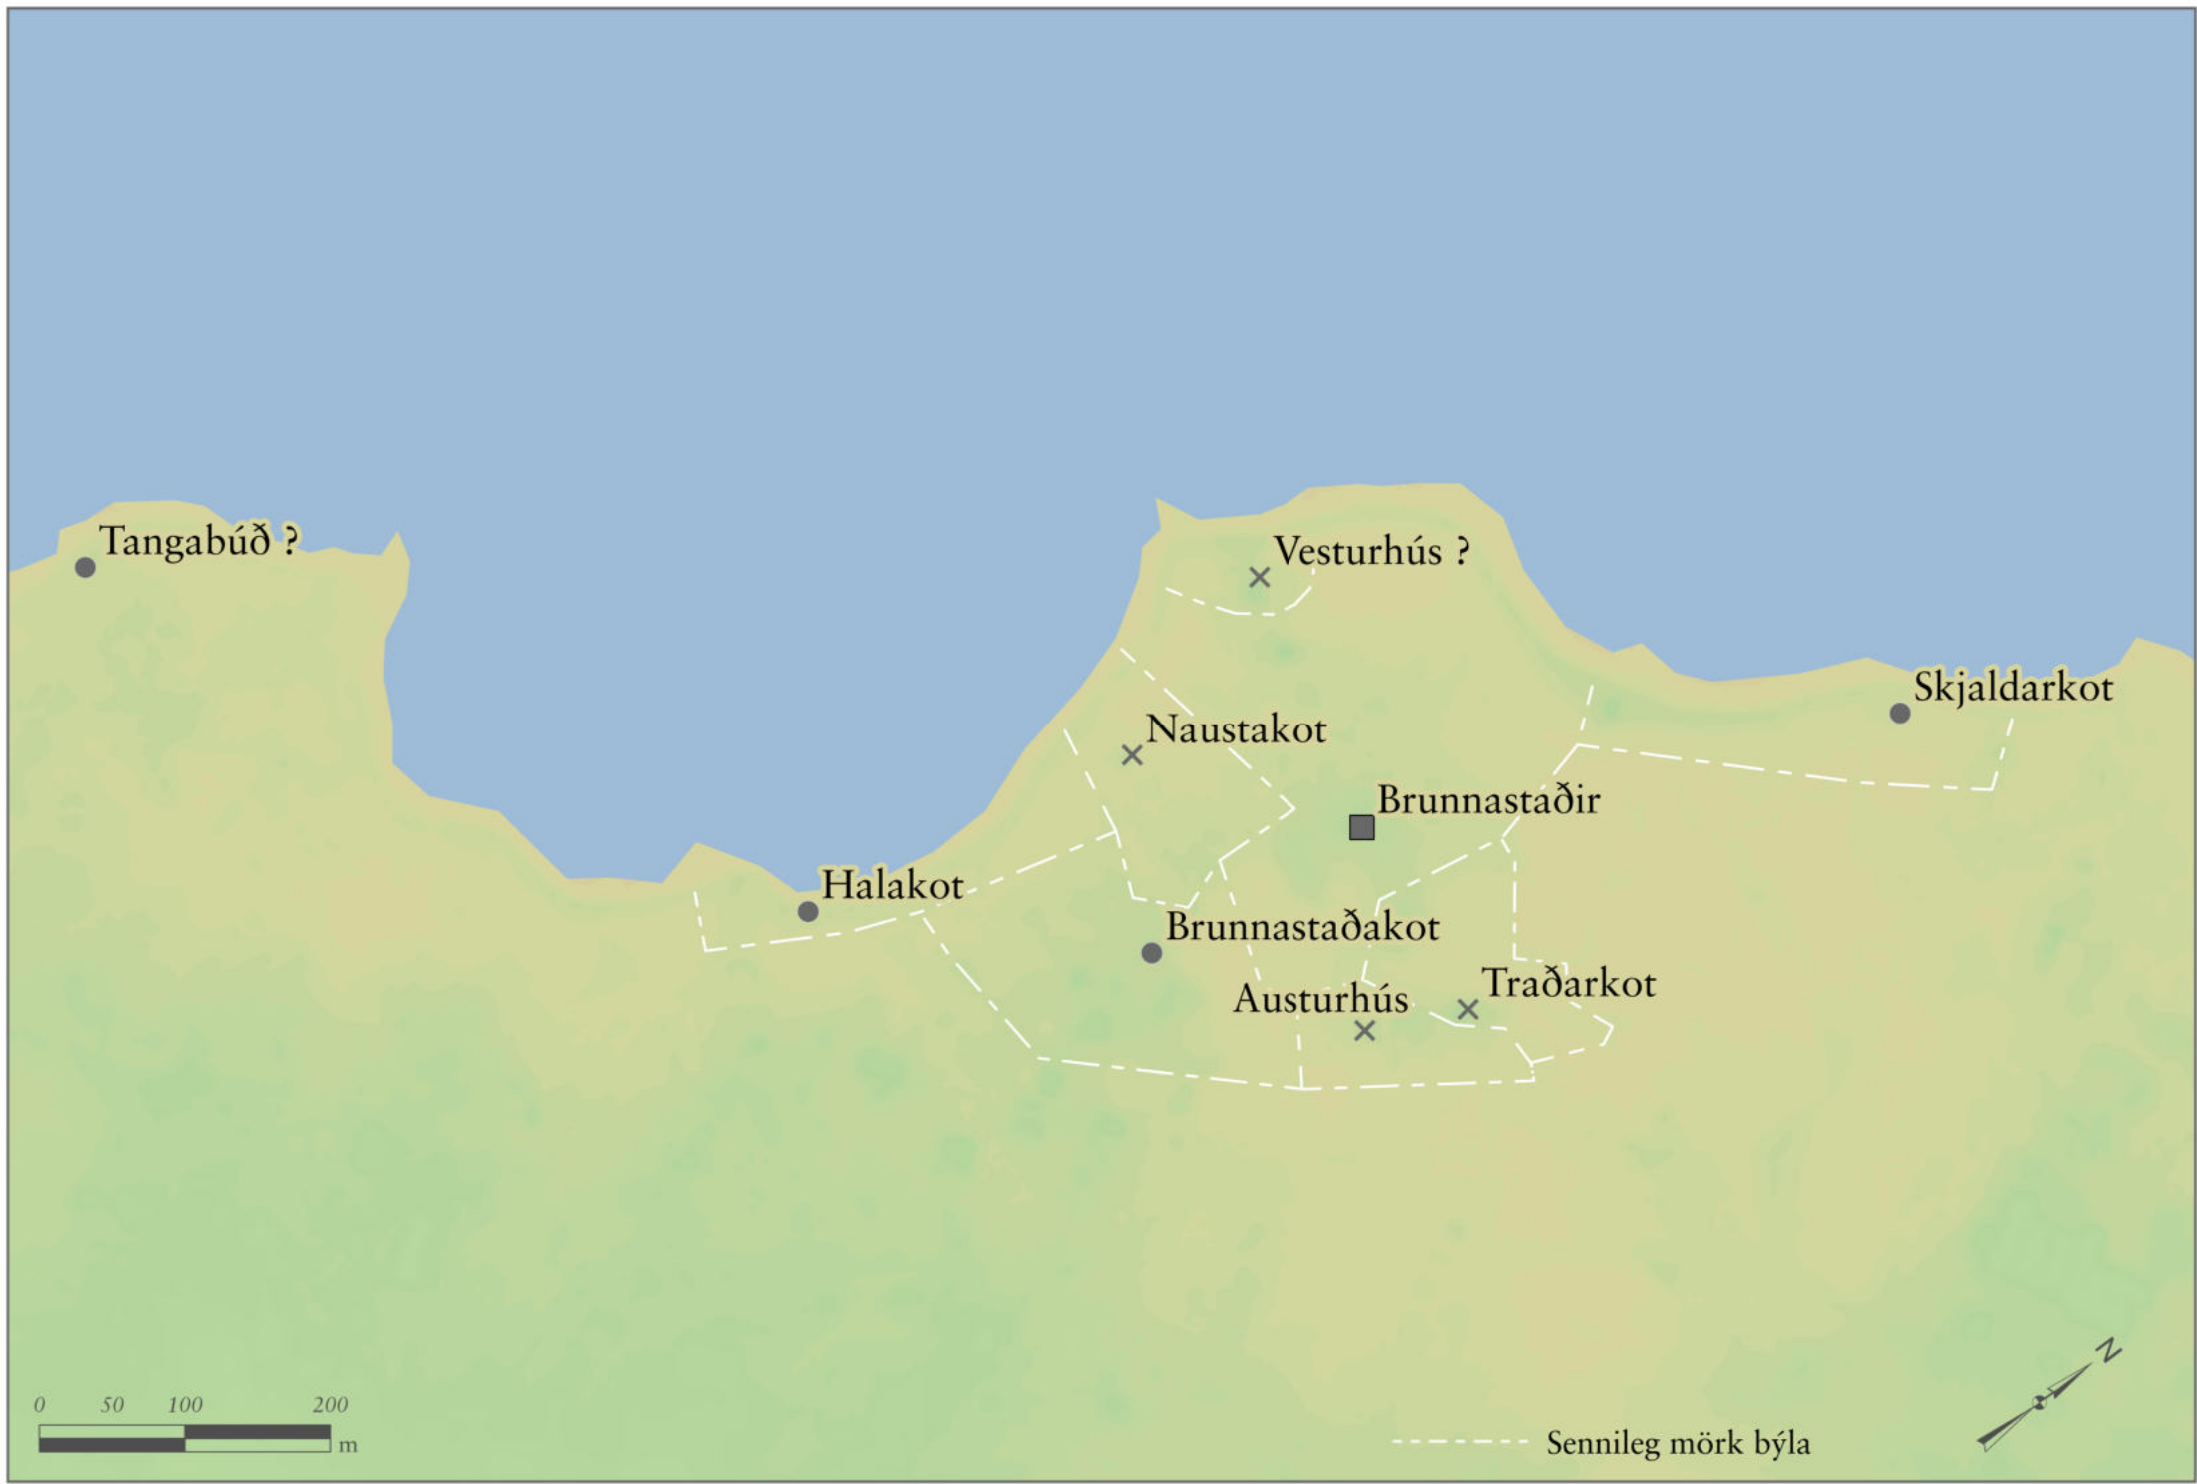 Tangabúð ?
Vesturhús ?
Skjaldarkot
Naustakot
Brunnastaðir
Halakot
Brunnastaðakot
Traðarkot
Austurhús
N
0 50 100 200
m
Sennileg mörk býla